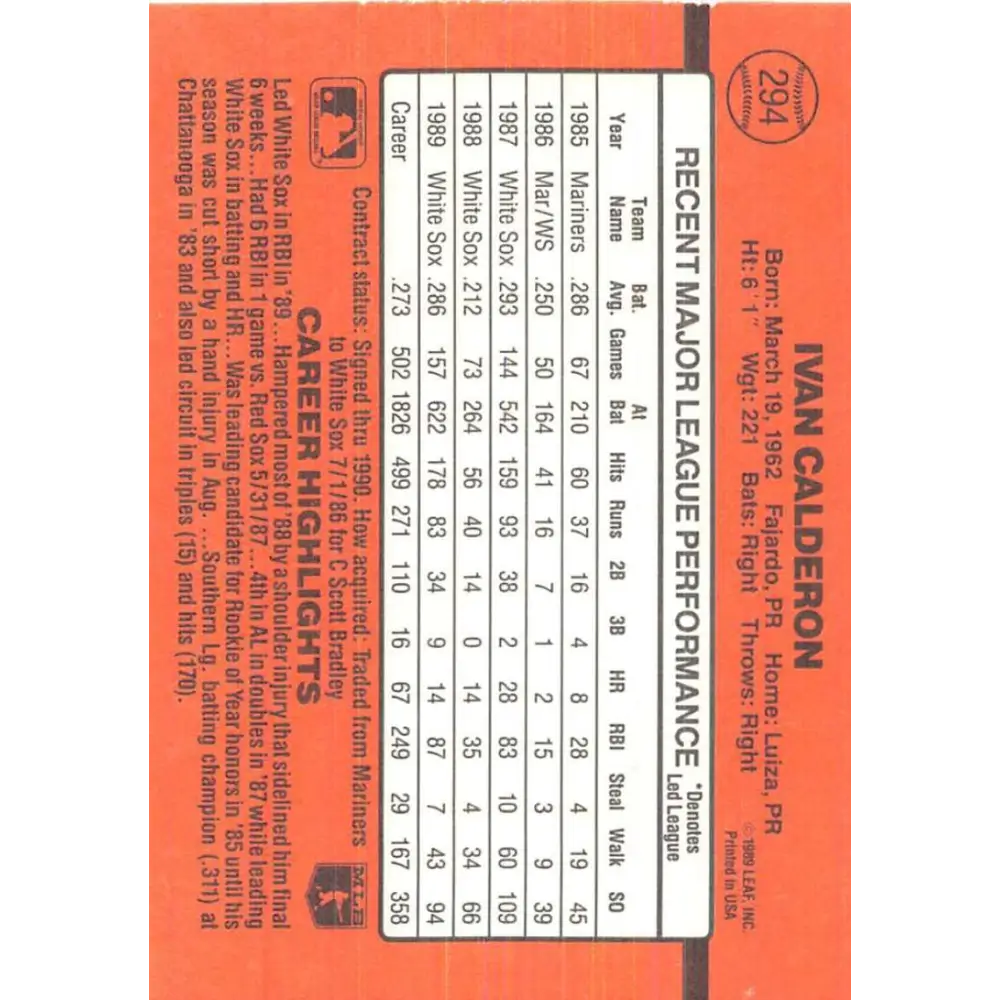 294
IVAN CALDERON
Born: March 19, 1962 Fajardo, PR Home: Luiza, PR
Ht: 6'1" Wgt: 221 Bats: Right Throws: Right
© 1989 LEAF, INC.
Printed in USA
RECENT MAJOR LEAGUE PERFORMANCE *Denotes
Led League
Team Bat. At
Year Name Avg. Games Bat Hits Runs 2B 3B HR RBI Steal Walk SO
1985 Mariners .286 67 210 60 37 16 4 8 28 4 19 45
1986 Mar/WS .250 50 164 41 16 7 1 2 15 3 9 39
1987 White Sox .293 144 542 159 93 38 2 28 83 10 60 109
1988 White Sox .212 73 264 56 40 14 0 14 35 4 34 66
1989 White Sox .286 157 622 178 83 34 9 14 87 7 43 94
Career .273 502 1826 499 271 110 16 67 249 29 167 358
Contract status: Signed thru 1990. How acquired: Traded from Mariners
to White Sox 7/1/86 for C Scott Bradley
MLB
CAREER HIGHLIGHTS
Led White Sox in RBI in '89...Hampered most of '88 by a shoulder injury that sidelined him final
6 weeks...Had 6 RBI in 1 game vs. Red Sox 5/31/87...4th in AL in doubles in '87 while leading
White Sox in batting and HR...Was leading candidate for Rookie of Year honors in '85 until his
season was cut short by a hand injury in Aug. ...Southern Lg. batting champion (.311) at
Chattanooga in '83 and also led circuit in triples (15) and hits (170).